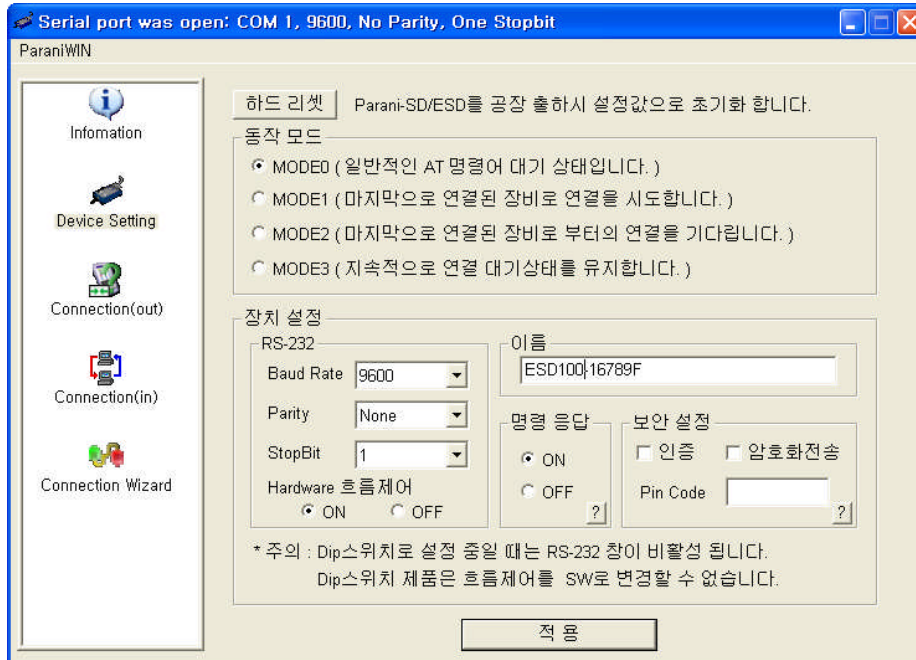 Serial port was open: COM 1, 9600, No Parity, One Stopbit
ParaniWIN
Infomation
Device Setting
Connection(out)
Connection(in)
Connection Wizard
하드 리셋 Parani-SD/ESD를 공장 출하시 설정값으로 초기화 합니다.
동작 모드
MODE0 ( 일반적인 AT 명령어 대기 상태입니다. )
MODE1 ( 마지막으로 연결된 장비로 연결을 시도합니다. )
MODE2 ( 마지막으로 연결된 장비로 부터의 연결을 기다립니다. )
MODE3 ( 지속적으로 연결 대기상태를 유지합니다. )
장치 설정
RS-232
Baud Rate 9600
Parity None
StopBit 1
Hardware 흐름제어
ON OFF
이름
ESD100-16789F
명령 응답
ON
OFF
?
보안 설정
인증 암호화전송
Pin Code
?
* 주의 : Dip스위치로 설정 중일 때는 RS-232 창이 비활성 됩니다.
Dip스위치 제품은 흐름제어를 SW로 변경할 수 없습니다.
적 용